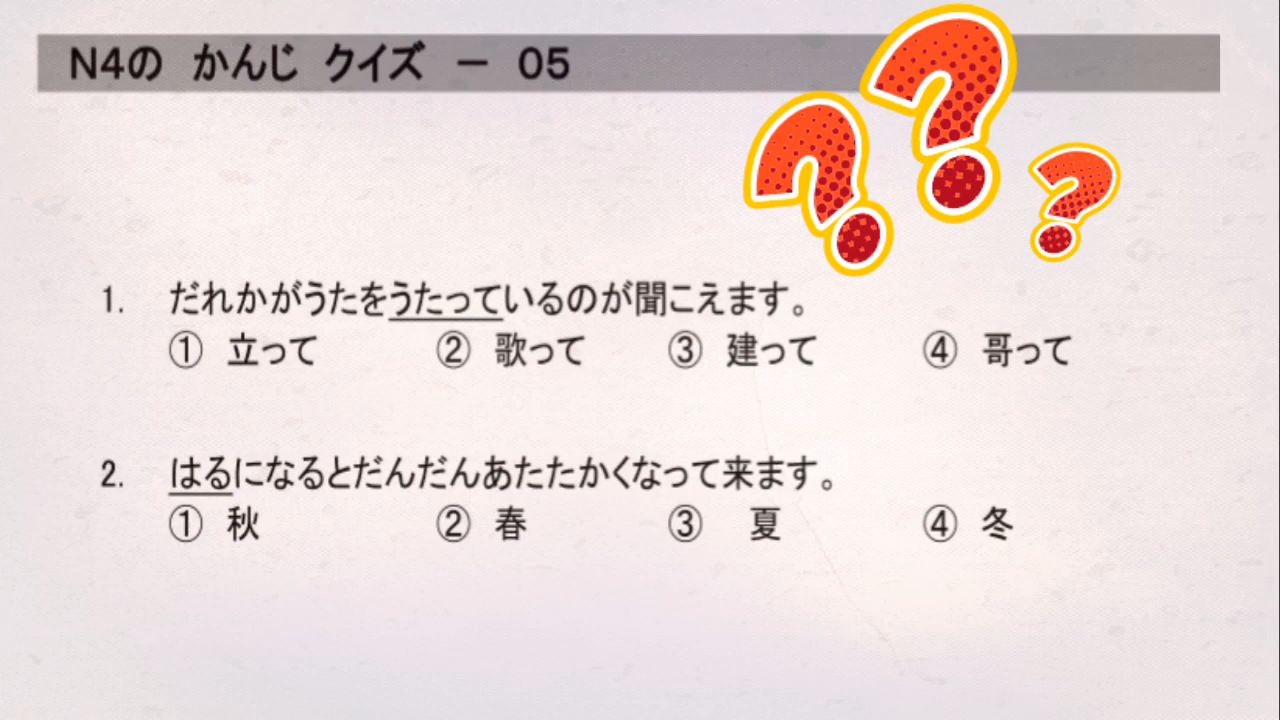 N4の かんじ クイズ － 05
1. だれかがうたをうたっているのが聞こえます。
① 立って ② 歌って ③ 建って ④ 哥って
2. はるになるとだんだんあたたかくなって来ます。
① 秋 ② 春 ③ 夏 ④ 冬